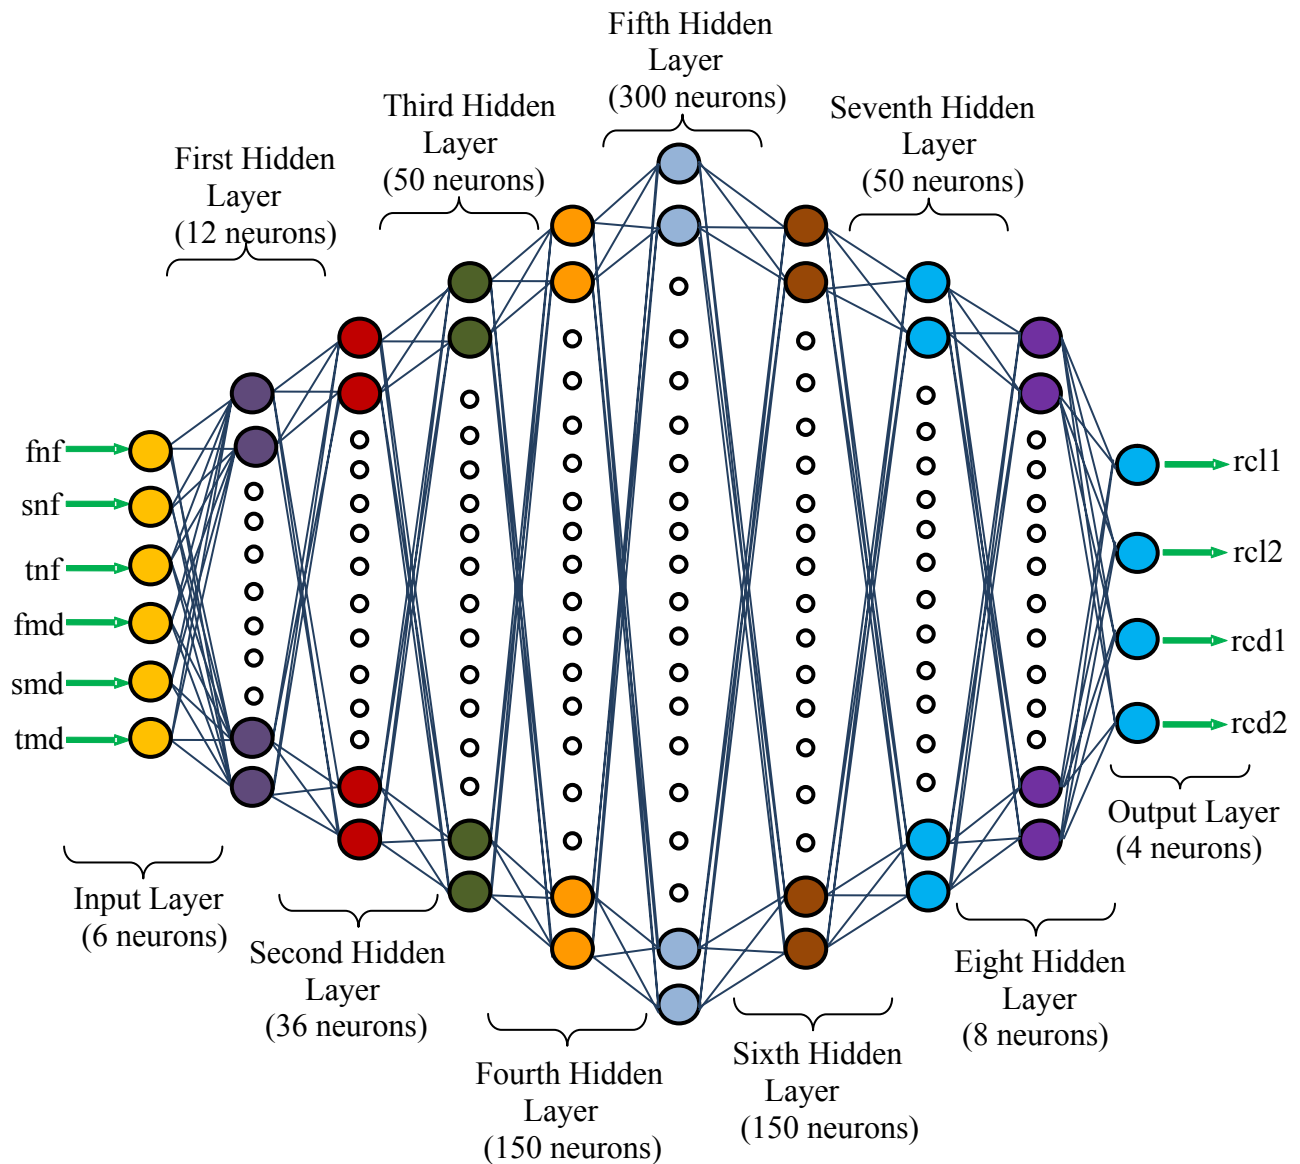 Fifth Hidden
Layer
(300 neurons)
Third Hidden
Layer
(50 neurons)
Seventh Hidden
Layer
(50 neurons)
First Hidden
Layer
(12 neurons)
fnf
snf
tnf
fmd
smd
tmd
rcl1
rcl2
rcd1
rcd2
Input Layer
(6 neurons)
Second Hidden
Layer
(36 neurons)
Fourth Hidden
Layer
(150 neurons)
Sixth Hidden
Layer
(150 neurons)
Eight Hidden
Layer
(8 neurons)
Output Layer
(4 neurons)